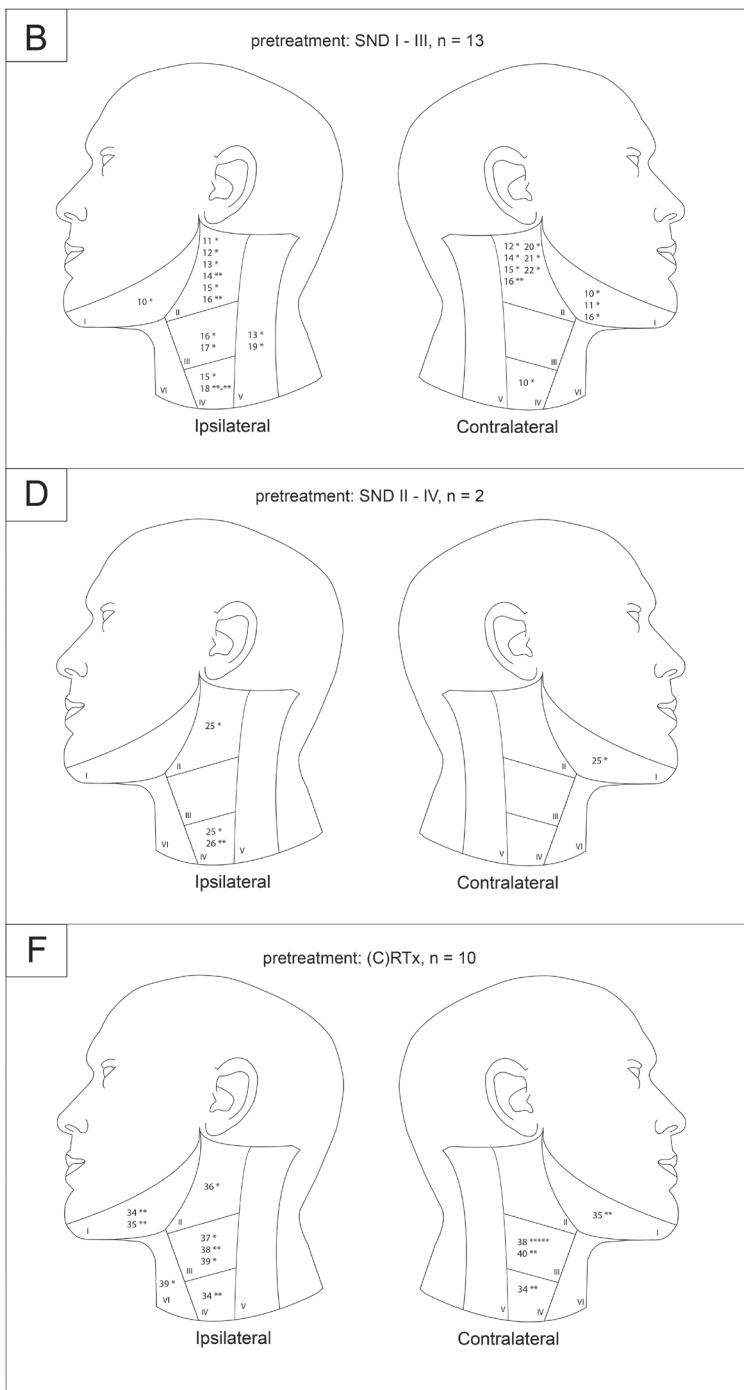 B
pretreatment: SND I - III, n = 13
11 *
12 *
13 *
14 **
15 *
16 **
10 *
I
II
16 *
17 *
13 *
19 *
III
15 *
18 **-**
VI
IV
V
Ipsilateral
12 * 20 *
14 * 21 *
15 * 22 *
16 **
10 *
11 *
16 *
II
I
III
10 *
V
IV
VI
Contralateral
D
pretreatment: SND II - IV, n = 2
25 *
I
II
III
25 *
26 **
VI
IV
V
Ipsilateral
25 *
II
I
III
V
IV
VI
Contralateral
F
pretreatment: (C)RTx, n = 10
36 *
34 **
35 **
I
II
37 *
38 **
39 *
III
39 *
VI
34 **
IV
V
Ipsilateral
35 **
II
I
38 *****
40 **
III
34 **
V
IV
VI
Contralateral